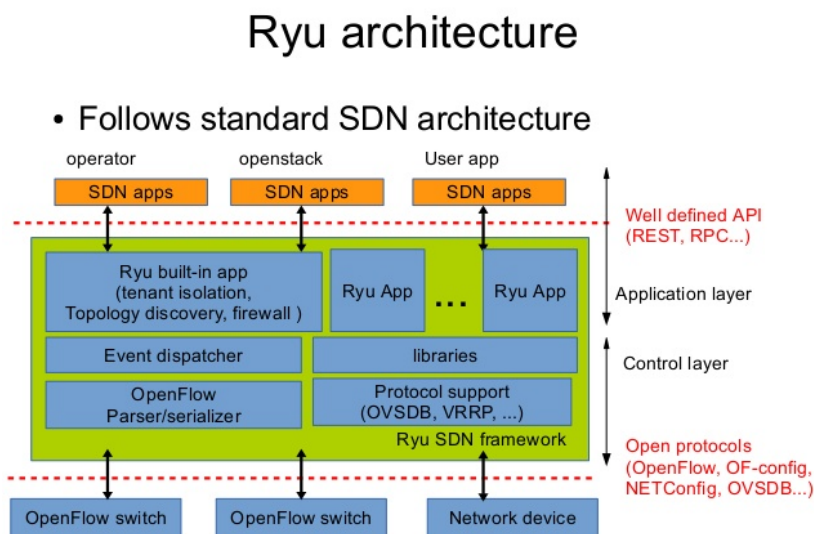 Ryu architecture
• Follows standard SDN architecture
operator
openstack
User app
SDN apps
SDN apps
SDN apps
Well defined API
(REST, RPC...)
Ryu built-in app
(tenant isolation,
Topology discovery, firewall )
Ryu App
...
Ryu App
Application layer
Event dispatcher
libraries
Control layer
OpenFlow
Parser/serializer
Protocol support
(OVSDB, VRRP, ...)
Ryu SDN framework
Open protocols
(OpenFlow, OF-config,
NETConfig, OVSDB...)
OpenFlow switch
OpenFlow switch
Network device